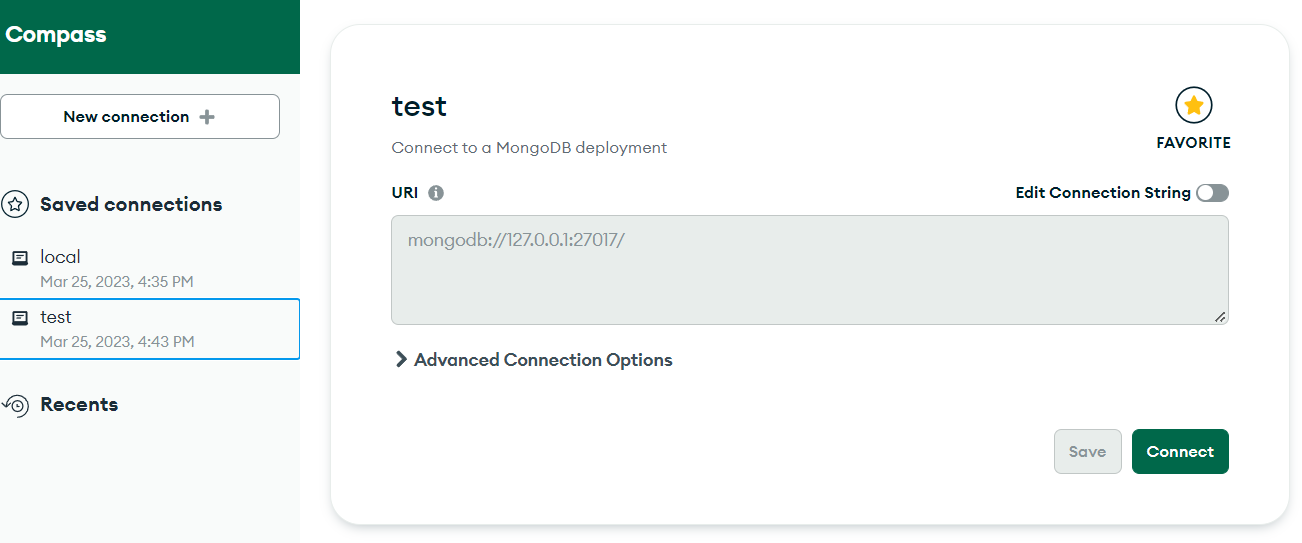 Compass
New connection
Saved connections
local
Mar 25, 2023, 4:35 PM
test
Mar 25, 2023, 4:43 PM
Recents
test
FAVORITE
Connect to a MongoDB deployment
URI
Edit Connection String
mongodb://127.0.0.1:27017/
Advanced Connection Options
Save
Connect